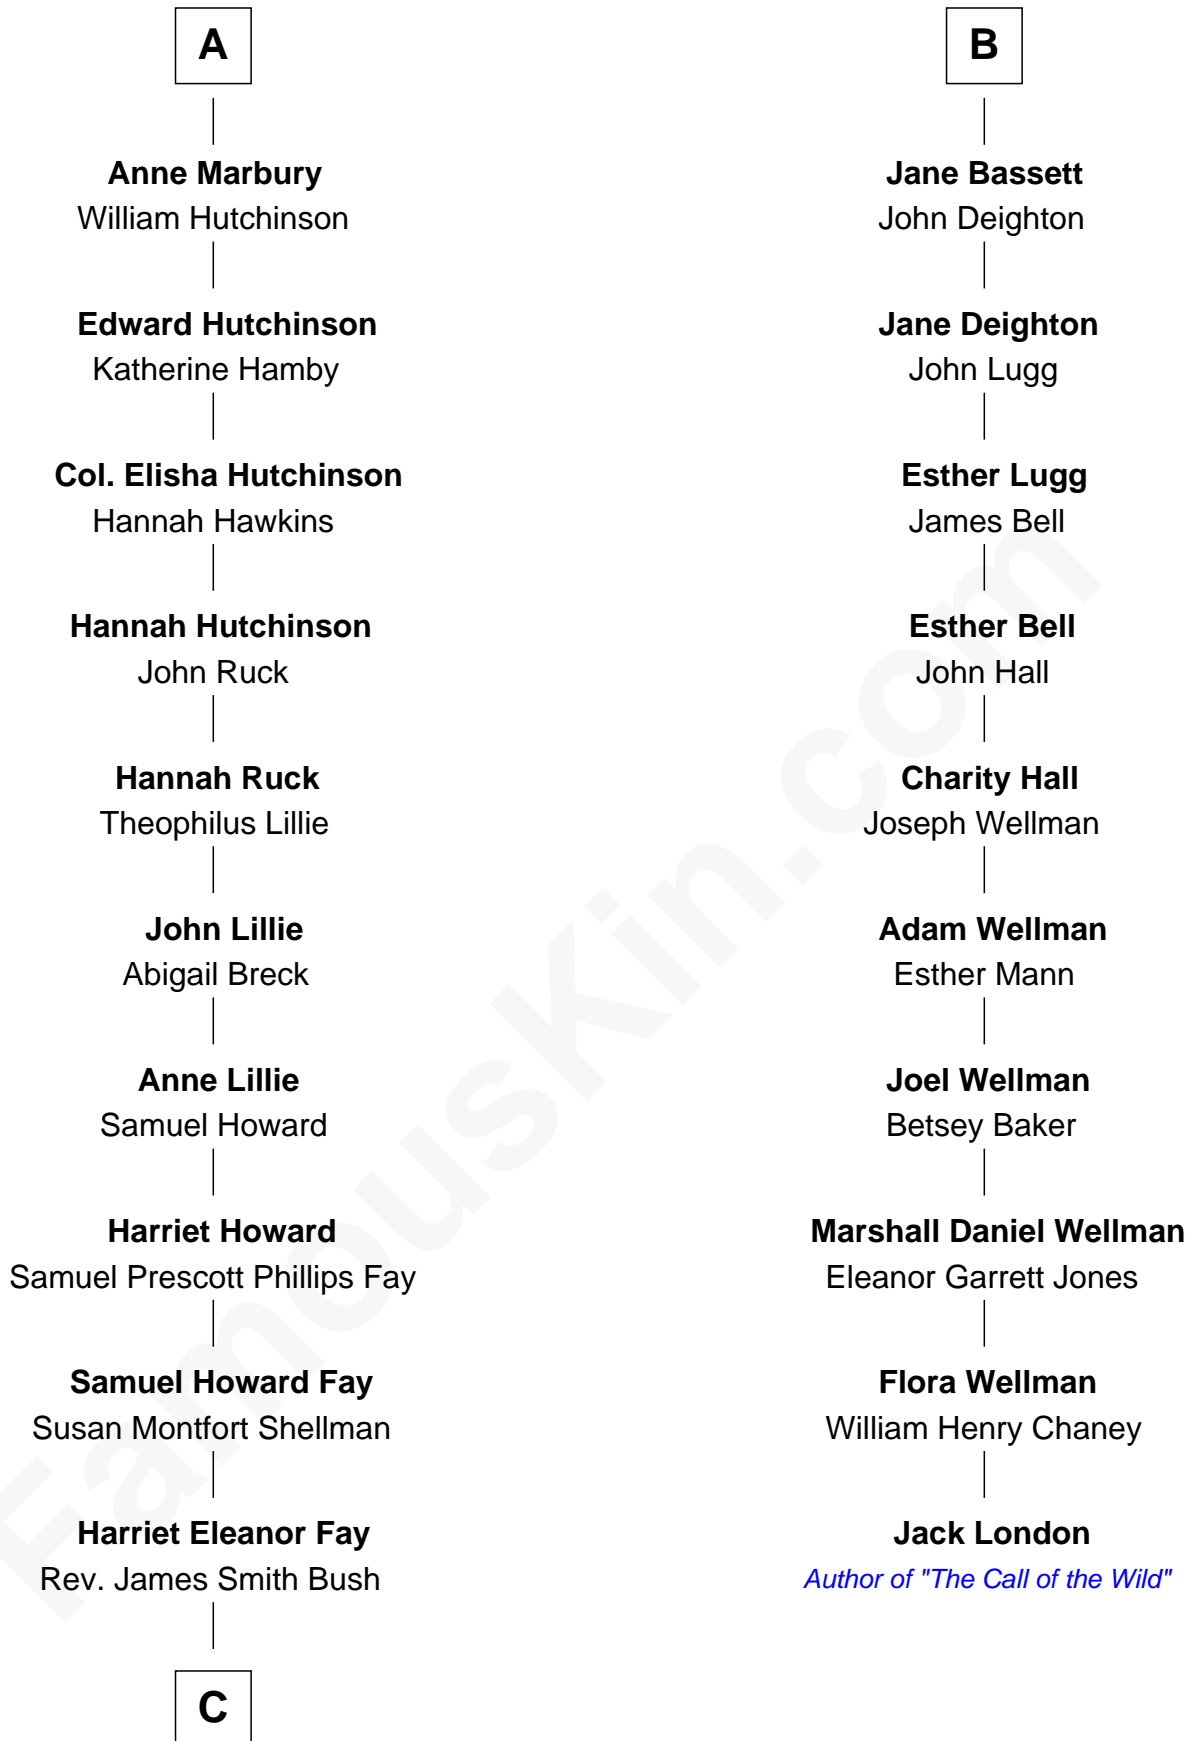 A
Anne Marbury
William Hutchinson
Edward Hutchinson
Katherine Hamby
Col. Elisha Hutchinson
Hannah Hawkins
Hannah Hutchinson
John Ruck
Hannah Ruck
Theophilus Lillie
John Lillie
Abigail Breck
Anne Lillie
Samuel Howard
Harriet Howard
Samuel Prescott Phillips Fay
Samuel Howard Fay
Susan Montfort Shellman
Harriet Eleanor Fay
Rev. James Smith Bush
C
B
Jane Bassett
John Deighton
Jane Deighton
John Lugg
Esther Lugg
James Bell
Esther Bell
John Hall
Charity Hall
Joseph Wellman
Adam Wellman
Esther Mann
Joel Wellman
Betsey Baker
Marshall Daniel Wellman
Eleanor Garrett Jones
Flora Wellman
William Henry Chaney
Jack London
Author of "The Call of the Wild"
FamousKin.com